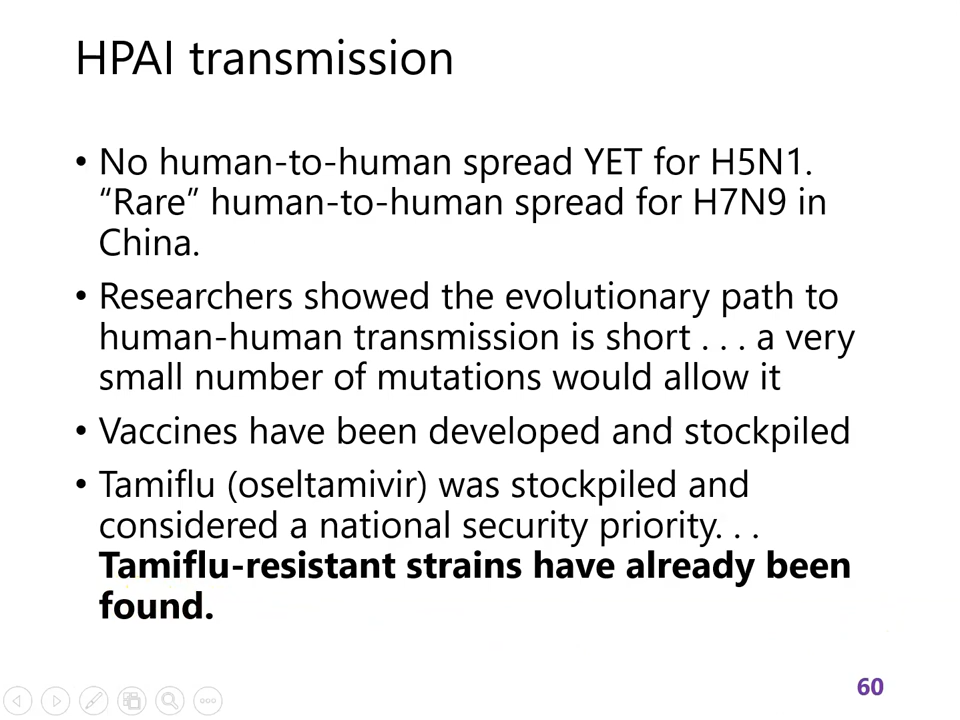 HPAI transmission
• No human-to-human spread YET for H5N1.
“Rare” human-to-human spread for H7N9 in
China.
• Researchers showed the evolutionary path to
human-human transmission is short . . . a very
small number of mutations would allow it
• Vaccines have been developed and stockpiled
• Tamiflu (oseltamivir) was stockpiled and
considered a national security priority. . .
Tamiflu-resistant strains have already been
found.
60